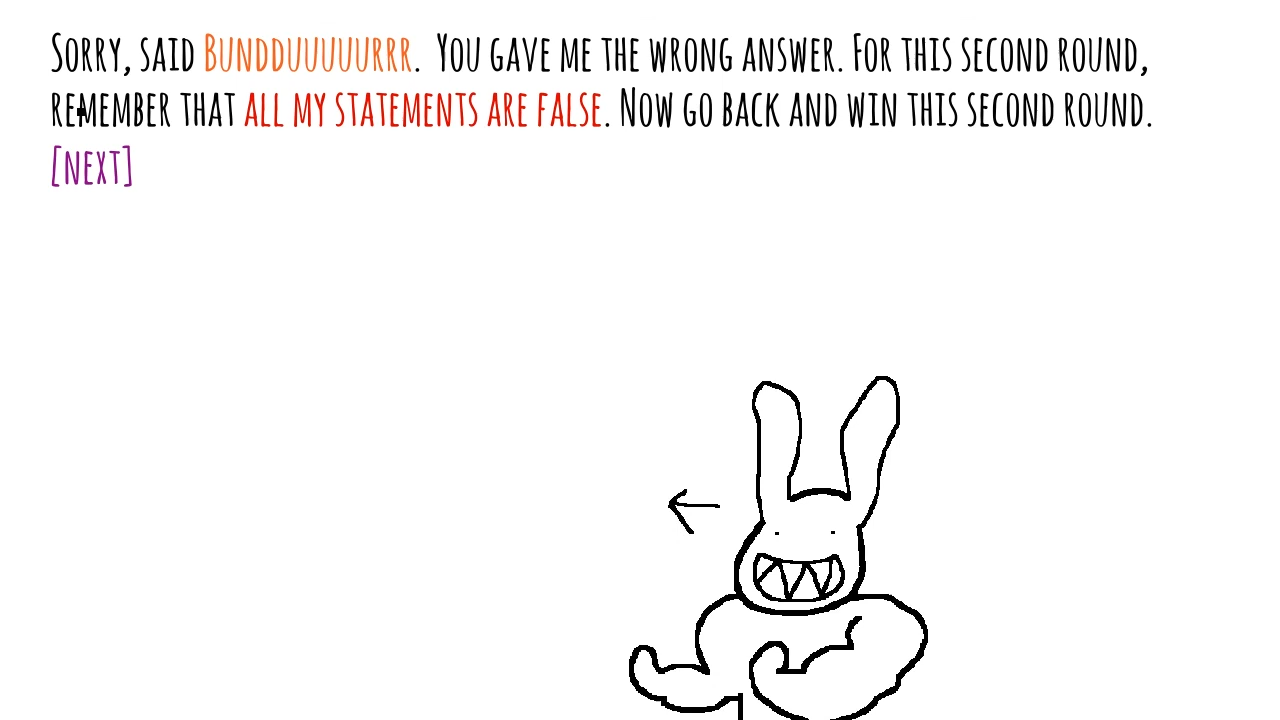 Sorry, said Bundduuuuurrr.  You gave me the wrong answer. For this second round,
remember that all my statements are false. Now go back and win this second round.
[next]